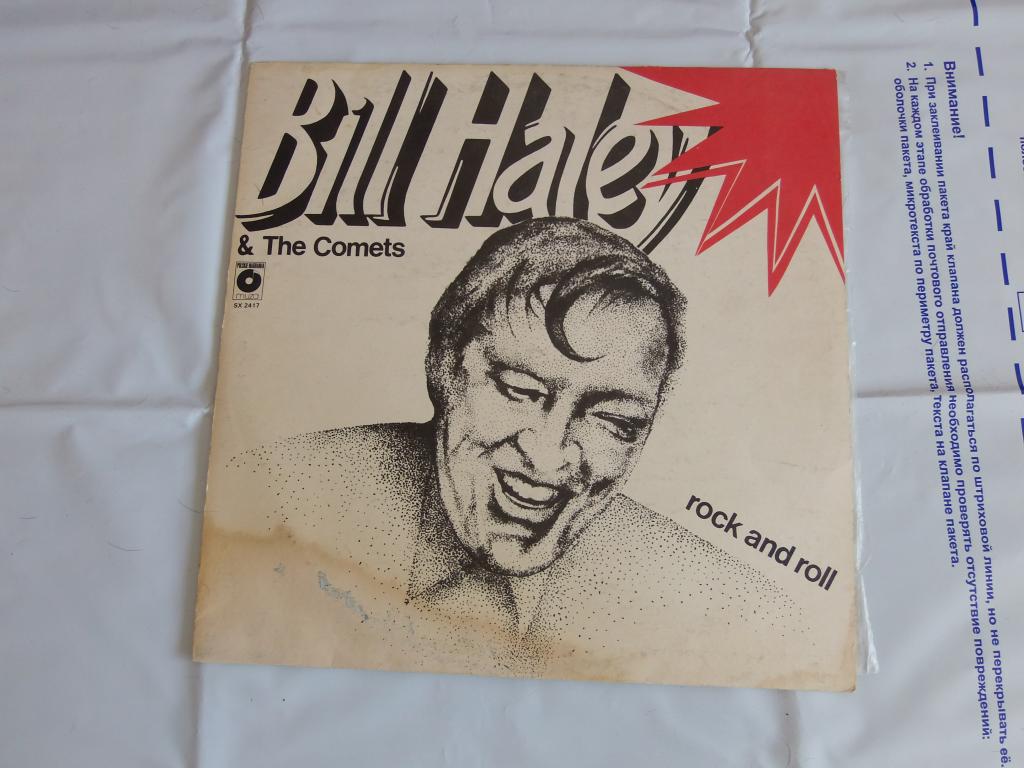 Bill Haley
& The Comets
POLSKIE NAGRANIA
muza
SX 2417
rock and roll
Внимание!
1. При заклеивании пакета край клапана должен располагаться по штриховой линии, но не перекрывать её.
2. На каждом этапе обработки почтового отправления необходимо проверять отсутствие повреждений:
оболочки пакета, микротекста по периметру пакета, текста на клапане пакета.